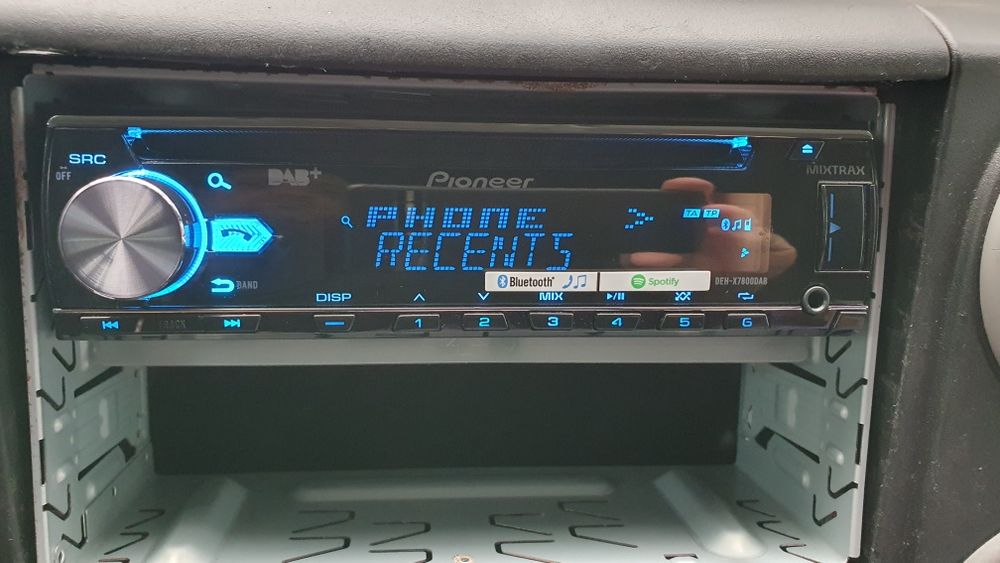 SRC
OFF
DAB+
Pioneer
MIXTRAX
PHONE
TA TP
RECENTS
Bluetooth
Spotify
DEH-X7800DAB
BAND
DISP
MIX
TRACK
1 2 3 4 5 6